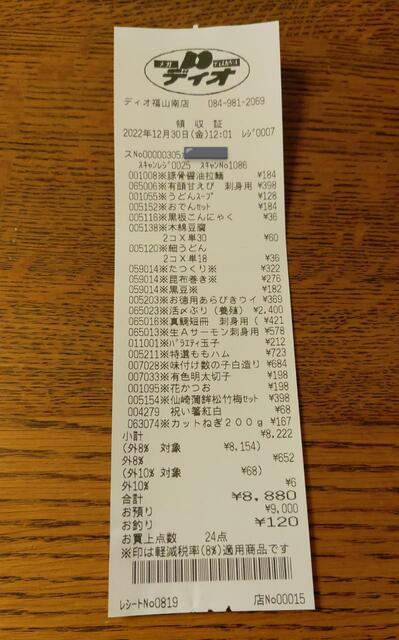 ディオ
ディオ福山南店 084-981-2069
領収証
2022年12月30日(金)12:01 レジ0007
スNo00000305:
スキャンレジ0025 スキャンNo1086
001008※豚骨醤油拉麺 ¥184
065006※有頭甘えび 刺身用 ¥398
001055※うどんスープ ¥128
005152※おでんセット ¥184
005116※黒板こんにゃく ¥36
005138※木綿豆腐
2コX単30 ¥60
005120※細うどん
2コX単18 ¥36
059014※たつくり※ ¥322
059014※昆布巻き※ ¥276
059014※黒豆※ ¥182
005203※お徳用あらびきウイ ¥369
065023※活〆ぶり(養殖) ¥2,400
065016※真鯛短冊 刺身用( ¥421
065013※生Aサーモン刺身用 ¥578
011001※バラエティ玉子 ¥212
005211※特選ももハム ¥723
007028※味付け数の子白造り ¥684
007033※有色明太切子 ¥198
001095※花かつお ¥198
005154※仙崎蒲鉾松竹梅セット ¥398
004279 祝い箸紅白 ¥68
063074※カットねぎ200g ¥167
小計 ¥8,222
(外8% 対象 ¥8,154)
外8% ¥652
(外10% 対象 ¥68)
外10% ¥6
合計 ¥8,880
お預り ¥9,000
お釣り ¥120
お買上点数 24点
※印は軽減税率(8%)適用商品です
レシートNo0819 店No00015